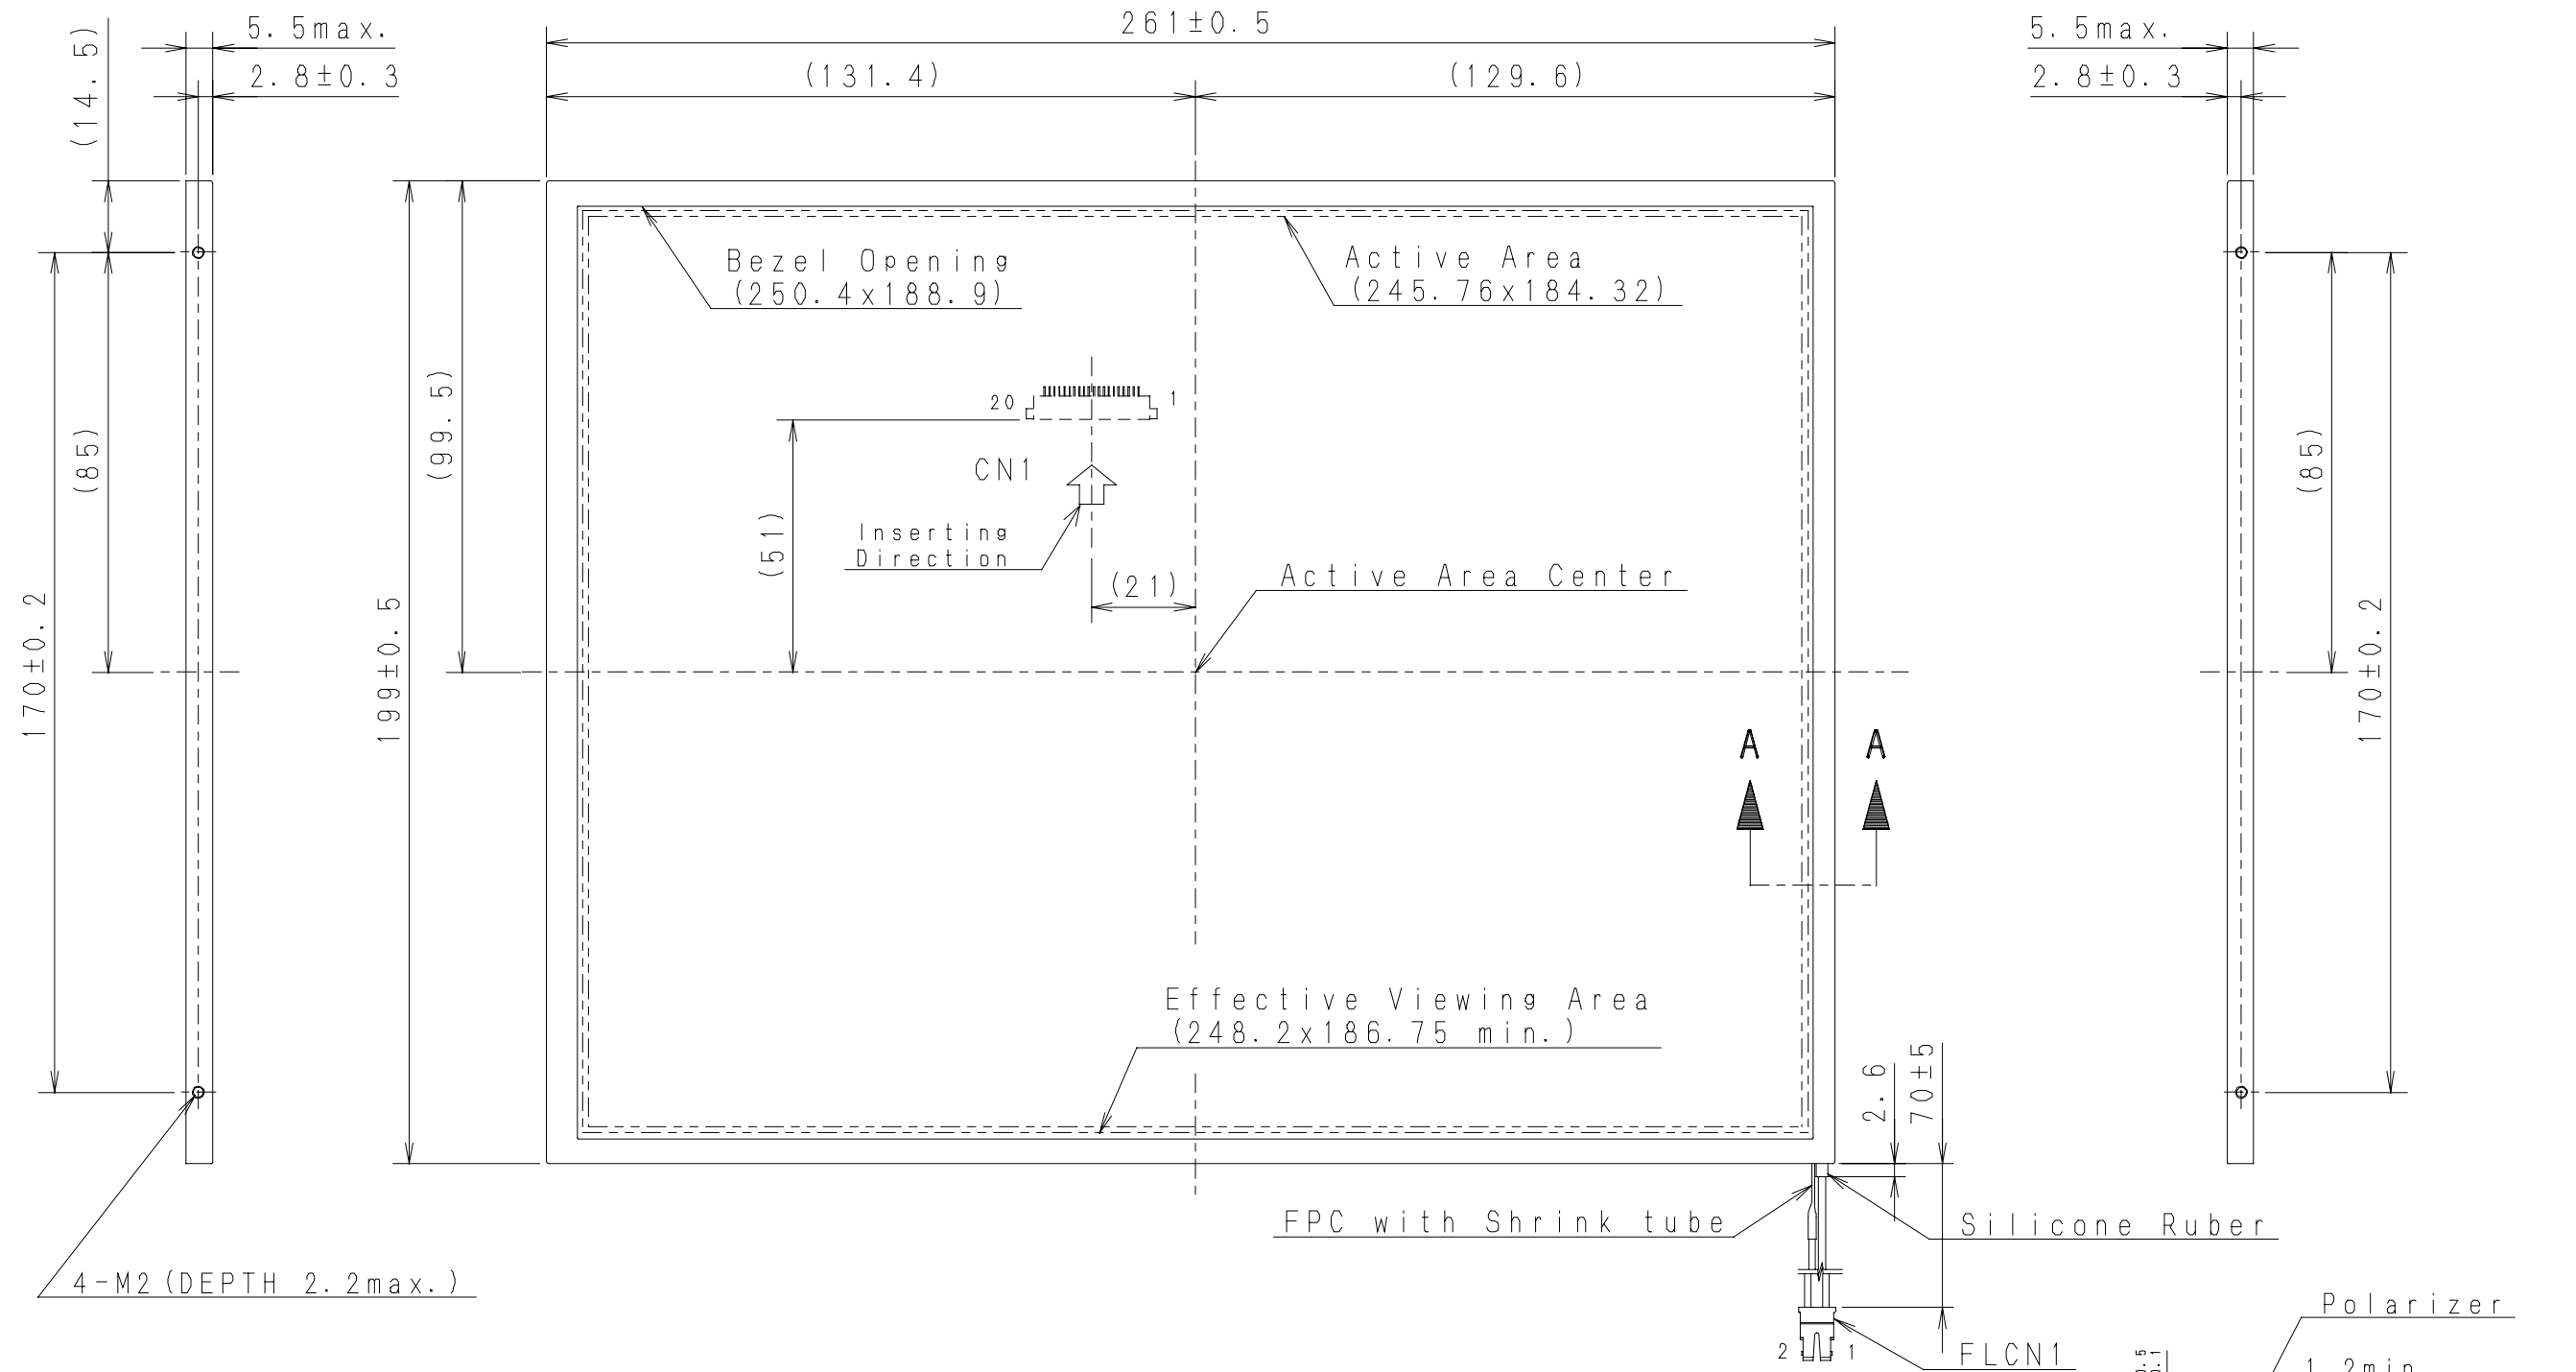 5.5max.
261±0.5
5.5max.
2.8±0.3
(131.4)
(129.6)
2.8±0.3
(14.5)
Bezel Opening
(250.4x188.9)
Active Area
(245.76x184.32)
20
1
(85)
(99.5)
CN1
(85)
(51)
Inserting
Direction
(21)
Active Area Center
170±0.2
199±0.5
170±0.2
A
A
Effective Viewing Area
(248.2x186.75 min.)
2.6
70±5
FPC with Shrink tube
Silicone Ruber
4-M2(DEPTH 2.2max.)
Polarizer
2
1
FLCN1